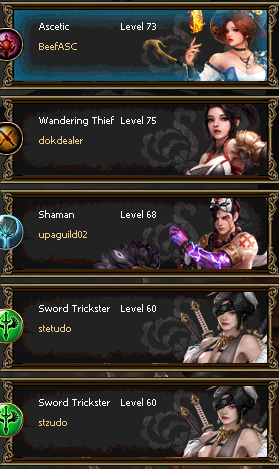 Ascetic Level 73
BeefASC
Wandering Thief Level 75
dokdealer
Shaman Level 68
upaguild02
Sword Trickster Level 60
stetudo
Sword Trickster Level 60
stzudo